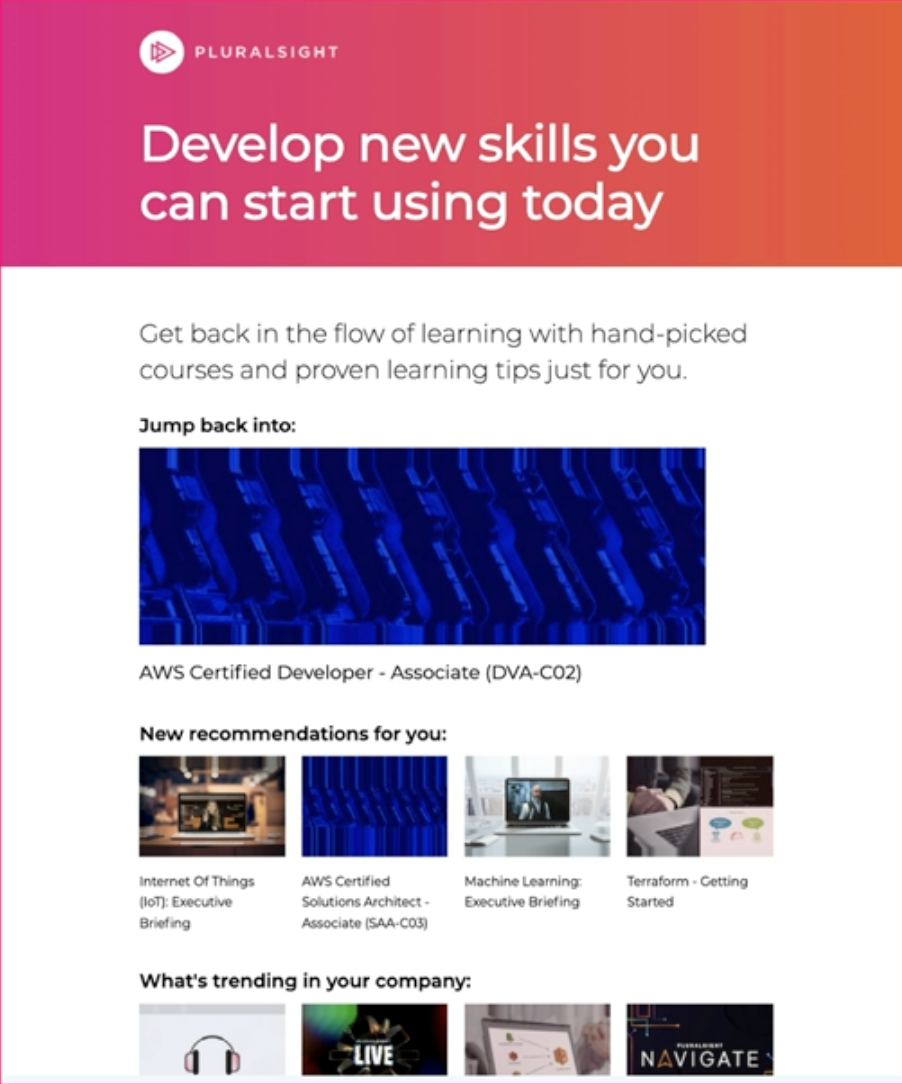 PLURALSIGHT
Develop new skills you
can start using today
Get back in the flow of learning with hand-picked
courses and proven learning tips just for you.
Jump back into:
AWS Certified Developer - Associate (DVA-C02)
New recommendations for you:
Internet Of Things
(IoT): Executive
Briefing
AWS Certified
Solutions Architect -
Associate (SAA-C03)
Machine Learning:
Executive Briefing
Terraform - Getting
Started
What's trending in your company:
PLURALSIGHT
LIVE
PLURALSIGHT
NAVIGATE